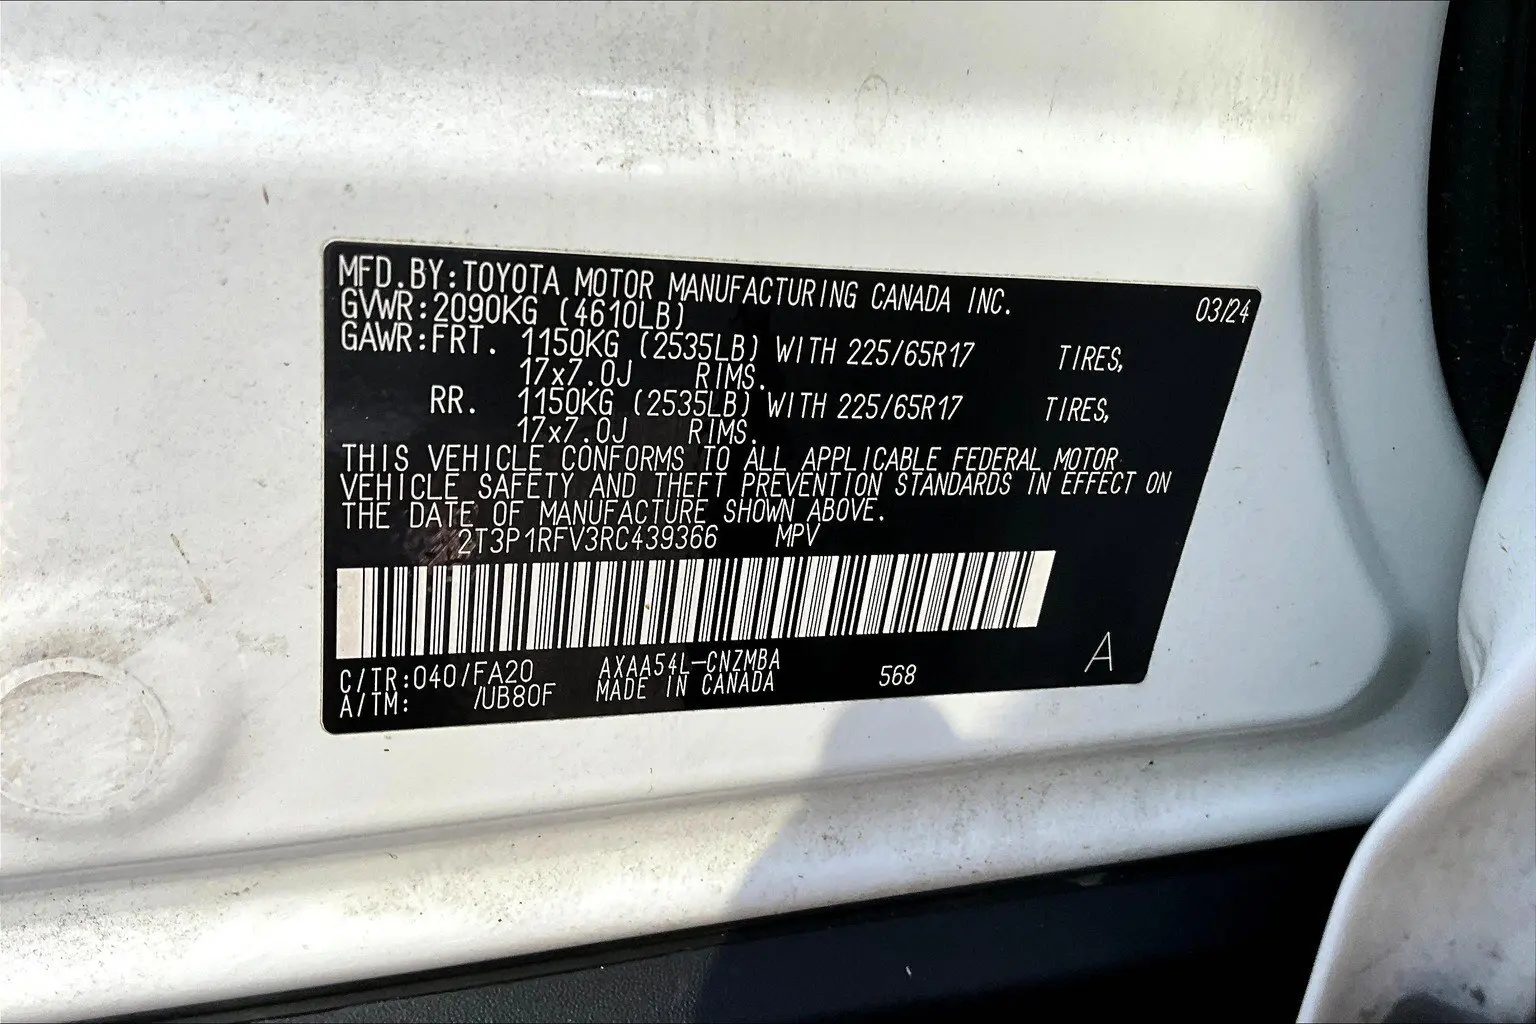 MFD.BY:TOYOTA MOTOR MANUFACTURING CANADA INC. 03/24
GVWR:2090KG (4610LB)
GAWR:FRT. 1150KG (2535LB) WITH 225/65R17 TIRES,
17x7.0J RIMS.
RR. 1150KG (2535LB) WITH 225/65R17 TIRES,
17x7.0J RIMS.
THIS VEHICLE CONFORMS TO ALL APPLICABLE FEDERAL MOTOR
VEHICLE SAFETY AND THEFT PREVENTION STANDARDS IN EFFECT ON
THE DATE OF MANUFACTURE SHOWN ABOVE.
2T3P1RFV3RC439366 MPV
C/TR:040/FA20 AXAA54L-CNZMBA 568 A
A/TM: /UB80F MADE IN CANADA